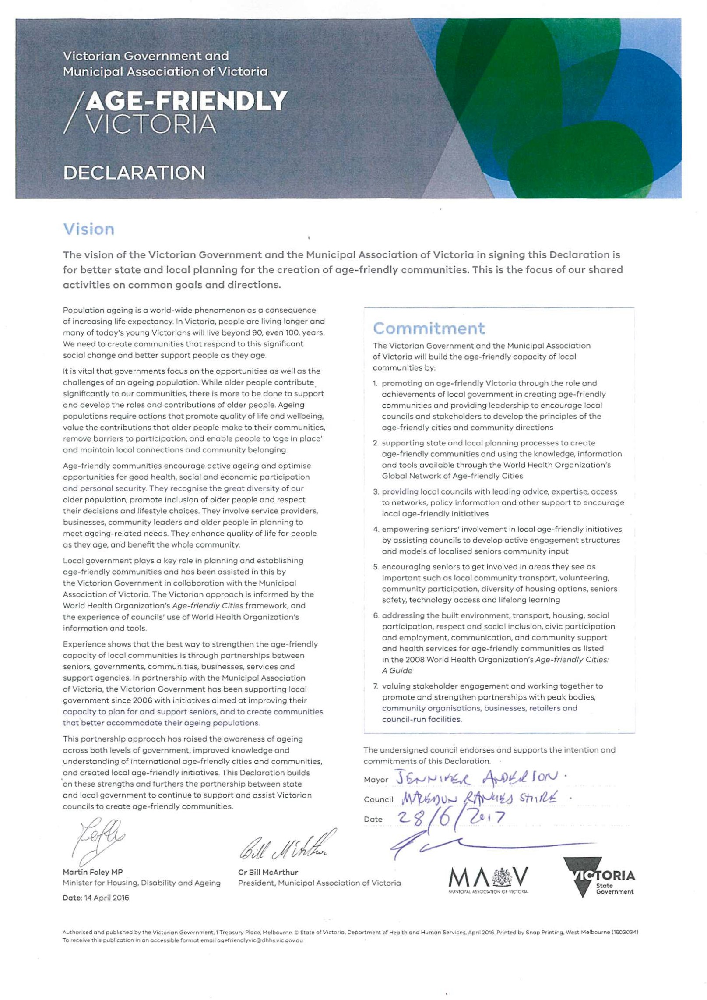 Victorian Government and
Municipal Association of Victoria
/AGE-FRIENDLY
/VICTORIA
DECLARATION
Vision
The vision of the Victorian Government and the Municipal Association of Victoria in signing this Declaration is
for better state and local planning for the creation of age-friendly communities. This is the focus of our shared
activities on common goals and directions.
Population ageing is a world-wide phenomenon as a consequence
of increasing life expectancy. In Victoria, people are living longer and
many of today's young Victorians will live beyond 90, even 100, years.
We need to create communities that respond to this significant
social change and better support people as they age.
It is vital that governments focus on the opportunities as well as the
challenges of an ageing population. While older people contribute
significantly to our communities, there is more to be done to support
and develop the roles and contributions of older people. Ageing
populations require actions that promote quality of life and wellbeing,
value the contributions that older people make to their communities,
remove barriers to participation, and enable people to 'age in place'
and maintain local connections and community belonging.
Age-friendly communities encourage active ageing and optimise
opportunities for good health, social and economic participation
and personal security. They recognise the great diversity of our
older population, promote inclusion of older people and respect
their decisions and lifestyle choices. They involve service providers,
businesses, community leaders and older people in planning to
meet ageing-related needs. They enhance quality of life for people
as they age, and benefit the whole community.
Local government plays a key role in planning and establishing
age-friendly communities and has been assisted in this by
the Victorian Government in collaboration with the Municipal
Association of Victoria. The Victorian approach is informed by the
World Health Organization's Age-friendly Cities framework, and
the experience of councils' use of World Health Organization's
information and tools.
Experience shows that the best way to strengthen the age-friendly
capacity of local communities is through partnerships between
seniors, governments, communities, businesses, services and
support agencies. In partnership with the Municipal Association
of Victoria, the Victorian Government has been supporting local
government since 2006 with initiatives aimed at improving their
capacity to plan for and support seniors, and to create communities
that better accommodate their ageing populations.
This partnership approach has raised the awareness of ageing
across both levels of government, improved knowledge and
understanding of international age-friendly cities and communities,
and created local age-friendly initiatives. This Declaration builds
on these strengths and furthers the partnership between state
and local government to continue to support and assist Victorian
councils to create age-friendly communities.
Commitment
The Victorian Government and the Municipal Association
of Victoria will build the age-friendly capacity of local
communities by:
1. promoting an age-friendly Victoria through the role and
achievements of local government in creating age-friendly
communities and providing leadership to encourage local
councils and stakeholders to develop the principles of the
age-friendly cities and community directions
2. supporting state and local planning processes to create
age-friendly communities and using the knowledge, information
and tools available through the World Health Organization's
Global Network of Age-friendly Cities
3. providing local councils with leading advice, expertise, access
to networks, policy information and other support to encourage
local age-friendly initiatives
4. empowering seniors' involvement in local age-friendly initiatives
by assisting councils to develop active engagement structures
and models of localised seniors community input
5. encouraging seniors to get involved in areas they see as
important such as local community transport, volunteering,
community participation, diversity of housing options, seniors
safety, technology access and lifelong learning
6. addressing the built environment, transport, housing, social
participation, respect and social inclusion, civic participation
and employment, communication, and community support
and health services for age-friendly communities as listed
in the 2008 World Health Organization's Age-friendly Cities:
A Guide
7. valuing stakeholder engagement and working together to
promote and strengthen partnerships with peak bodies,
community organisations, businesses, retailers and
council-run facilities.
The undersigned council endorses and supports the intention and
commitments of this Declaration.
Mayor JENNIFER ANDERSON.
Council MACEDON RANGES SHIRE.
Date 28/6/2017
Bill McArthur
Martin Foley MP
Minister for Housing, Disability and Ageing
Date: 14 April 2016
Cr Bill McArthur
President, Municipal Association of Victoria
MAV
MUNICIPAL ASSOCIATION OF VICTORIA
VICTORIA
State
Government
Authorised and published by the Victorian Government, 1 Treasury Place, Melbourne. © State of Victoria, Department of Health and Human Services, April 2016. Printed by Snap Printing, West Melbourne (1603034)
To receive this publication in an accessible format email agefriendlyvic@dhhs.vic.gov.au